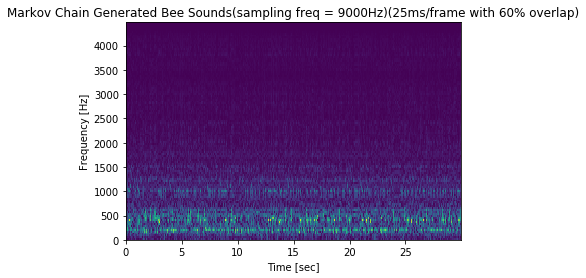 Markov Chain Generated Bee Sounds(sampling freq = 9000Hz)(25ms/frame with 60% overlap)
4000
3500
3000
2500
2000
1500
1000
500
0
Frequency [Hz]
0 5 10 15 20 25
Time [sec]